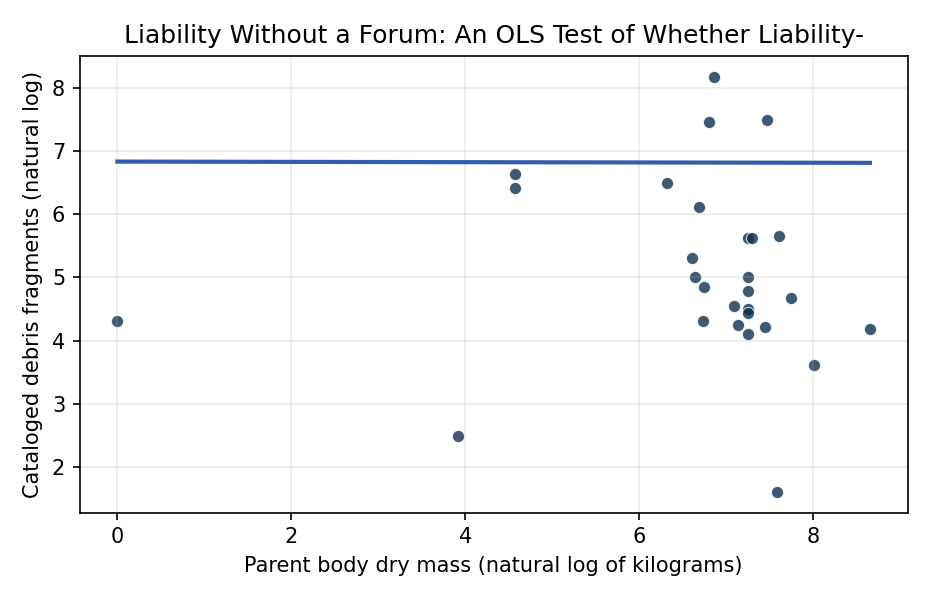 Liability Without a Forum: An OLS Test of Whether Liability-
Cataloged debris fragments (natural log)
8
7
6
5
4
3
2
0 2 4 6 8
Parent body dry mass (natural log of kilograms)